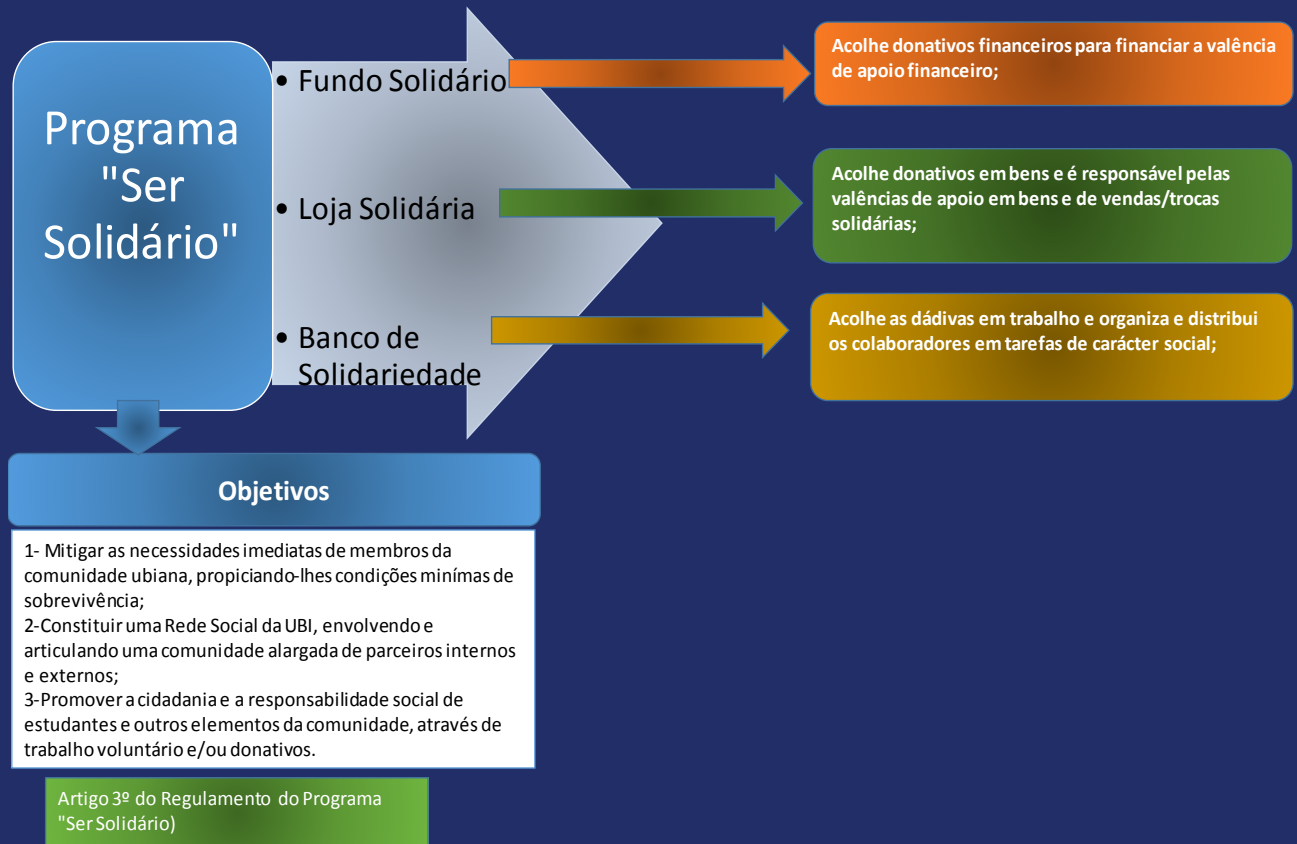 Programa
"Ser
Solidário"
• Fundo Solidário
• Loja Solidária
• Banco de
Solidariedade
Acolhe donativos financeiros para financiar a valência
de apoio financeiro;
Acolhe donativos em bens e é responsável pelas
valências de apoio em bens e de vendas/trocas
solidárias;
Acolhe as dádivas em trabalho e organiza e distribui
os colaboradores em tarefas de carácter social;
Objetivos
1- Mitigar as necessidades imediatas de membros da
comunidade ubiana, propiciando-lhes condições minímas de
sobrevivência;
2-Constituir uma Rede Social da UBI, envolvendo e
articulando uma comunidade alargada de parceiros internos
e externos;
3-Promover a cidadania e a responsabilidade social de
estudantes e outros elementos da comunidade, através de
trabalho voluntário e/ou donativos.
Artigo 3º do Regulamento do Programa
"Ser Solidário)